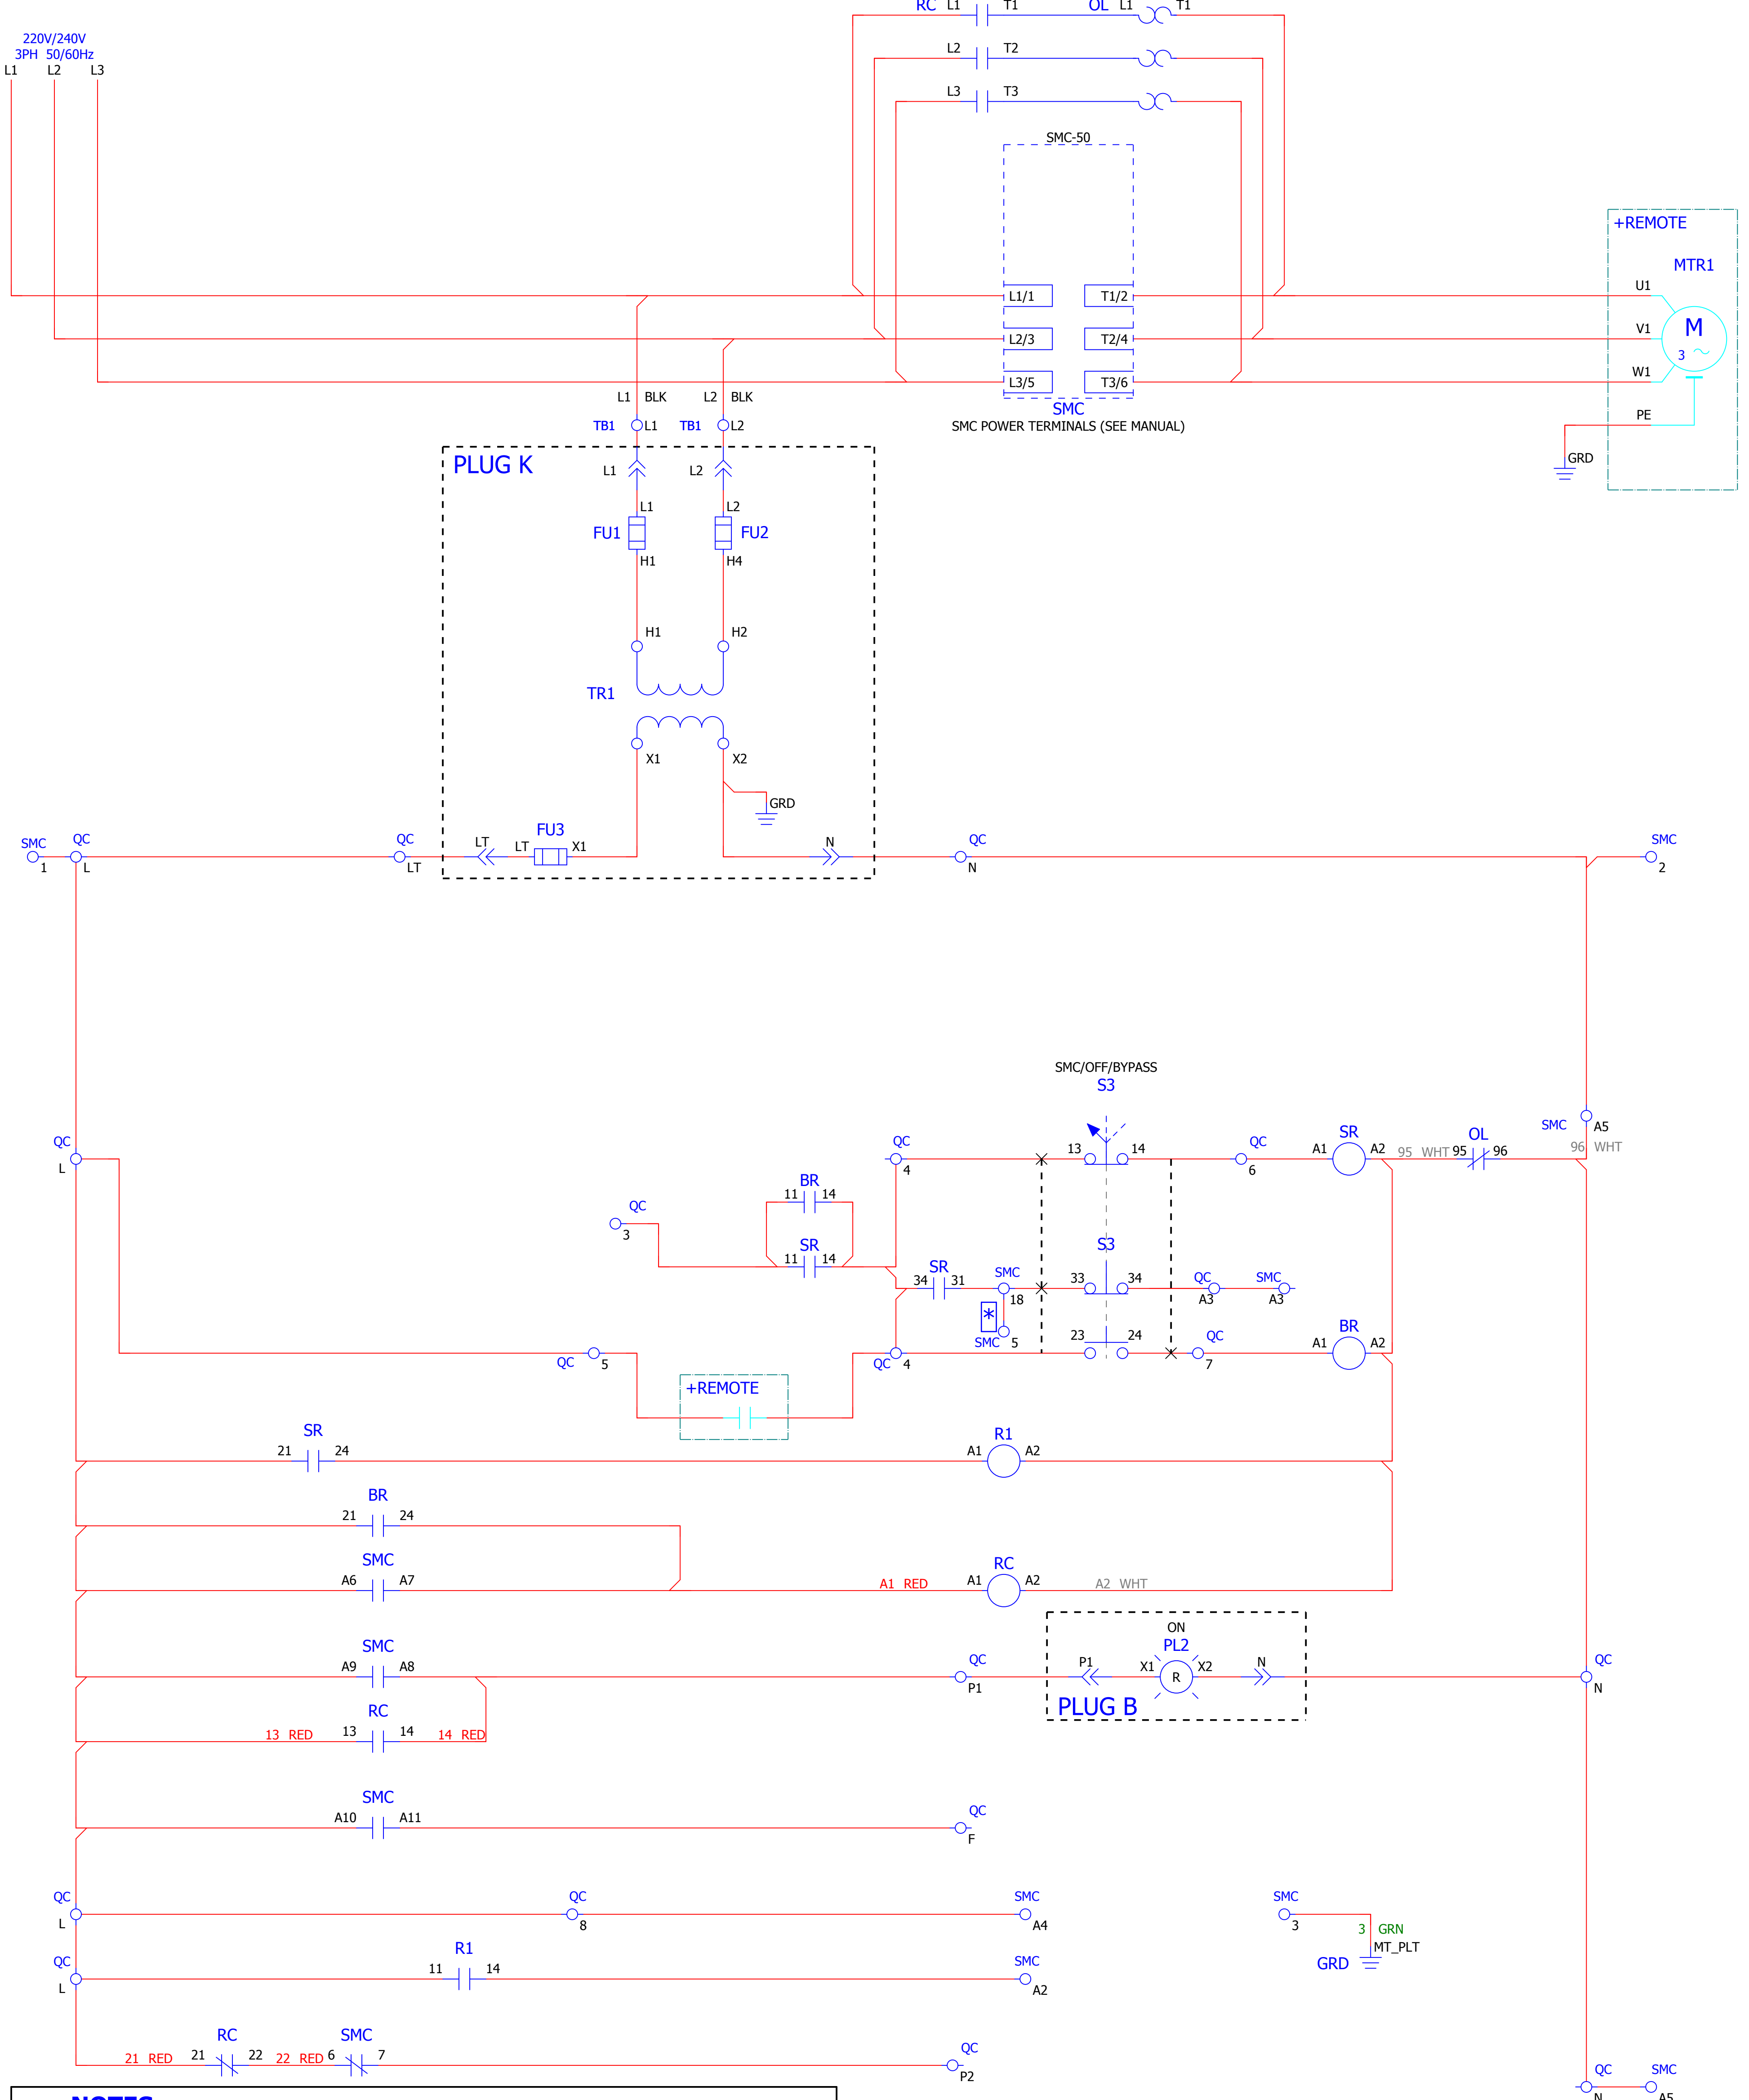 RC L1 T1 OL L1 T1
220V/240V
3PH 50/60Hz
L1 L2 L3
L2 T2
L3 T3
SMC-50
+REMOTE
MTR1
L1/1 T1/2 U1
M
3
L2/3 T2/4 V1
L3/5 T3/6 W1
L1 BLK L2 BLK
SMC
SMC POWER TERMINALS (SEE MANUAL)
PE
TB1 L1 TB1 L2
GRD
PLUG K
L1 L2
L1 L2
FU1 FU2
H1 H4
H1 H2
TR1
X1 X2
GRD
SMC QC QC LT LT FU3 X1 N QC SMC
1 L LT N 2
SMC/OFF/BYPASS
S3
SMC A5
QC QC 13 14 QC A1 SR A2 95 WHT 95 OL 96 96 WHT
L 4 6
BR
11 14
QC
3
SR
11 14
S3
SR
34 31
SMC
18
33 34
QC SMC
A3 A3
*
SMC 5
23 24
QC
7
BR
A1 A2
QC 5
QC 4
+REMOTE
SR
21 24
R1
A1 A2
BR
21 24
SMC
A6 A7
A1 RED
RC
A1 A2
A2 WHT
ON
SMC
A9 A8
QC
P1
P1 X1 PL2 X2 N
R
QC
N
PLUG B
RC
13 RED 13 14 14 RED
SMC
A10 A11
QC
F
QC QC SMC SMC
L 8 A4 3
3 GRN
MT_PLT
GRD
QC R1 SMC
L 11 14 A2
RC SMC
21 RED 21 22 22 RED 6 7
QC
P2
QC SMC
N A5
NOTES